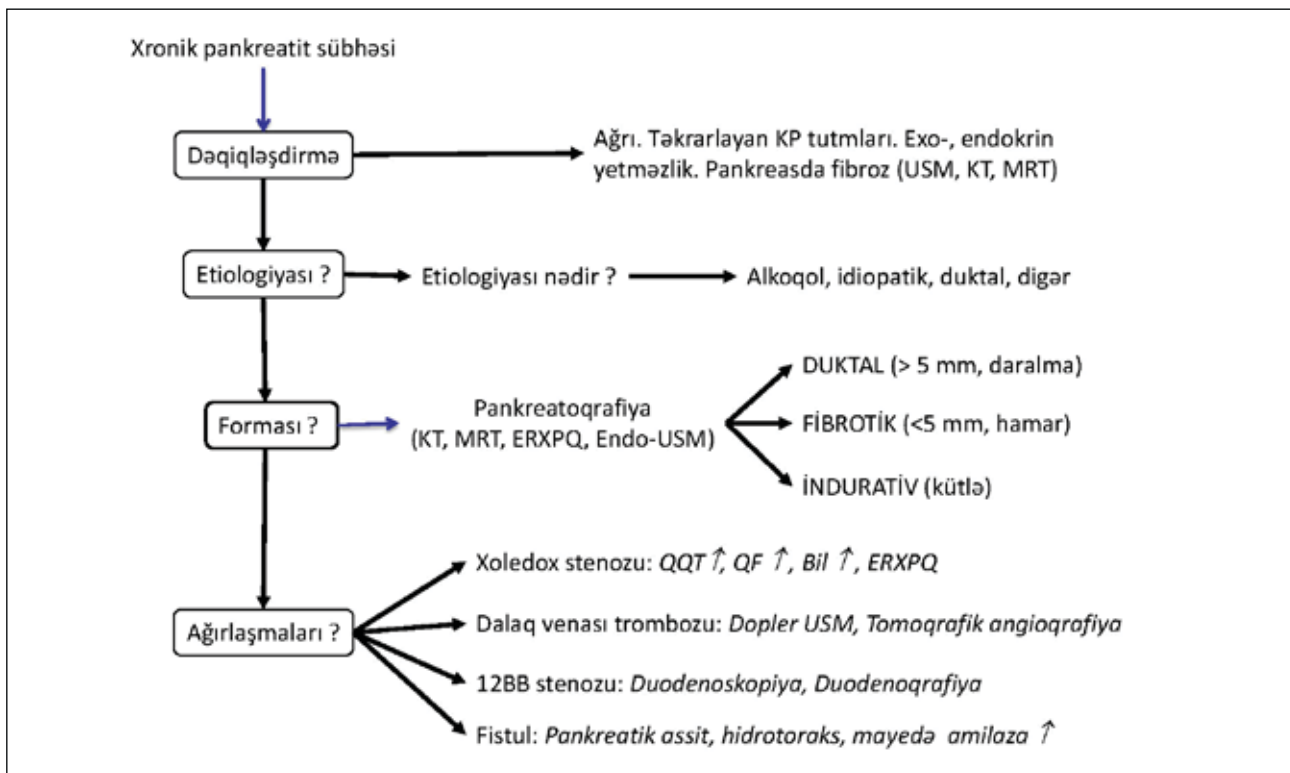 Xronik pankreatit sübhəsi
Dəqiqləşdirmə
Ağrı. Təkrarlayan KP tutmları. Exo-, endokrin
yetməzlik. Pankreasda fibroz (USM, KT, MRT)
Etiologiyası ?
Etiologiyası nədir ?
Alkoqol, idiopatik, duktal, digər
Forması ?
Pankreatoqrafiya
(KT, MRT, ERXPQ, Endo-USM)
DUKTAL (> 5 mm, daralma)
FİBROTİK (<5 mm, hamar)
İNDURATİV (kütlə)
Ağırlaşmaları ?
Xoledox stenozu: QQT ↑, QF ↑, Bil ↑, ERXPQ
Dalaq venası trombozu: Dopler USM, Tomoqrafik angioqrafiya
12BB stenozu: Duodenoskopiya, Duodenoqrafiya
Fistul: Pankreatik assit, hidrotoraks, mayedə amilaza ↑